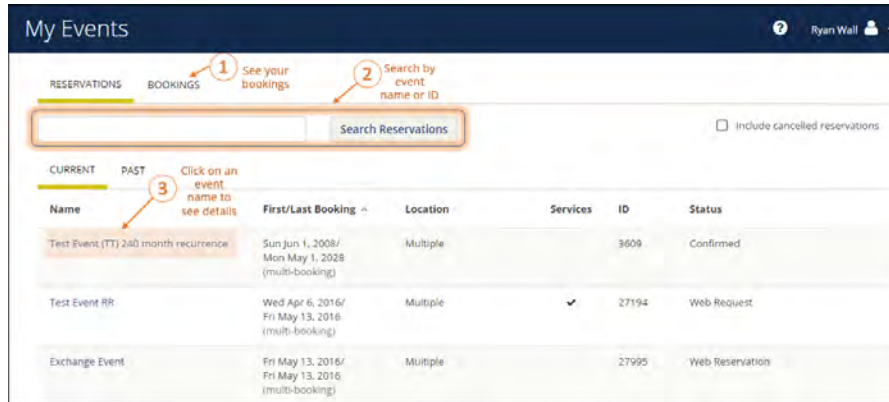 My Events
? Ryan Wall
RESERVATIONS BOOKINGS
1 See your
bookings
2 Search by
event
name or ID
Search Reservations
Include cancelled reservations
CURRENT PAST
3 Click on an
event
name to
see details
Name First/Last Booking Location Services ID Status
Test Event (TT) 240 month recurrence Sun Jun 1, 2008/ Multiple 3609 Confirmed
Mon May 1, 2028
(multi-booking)
Test Event RR Wed Apr 6, 2016/ Multiple ✓ 27194 Web Request
Fri May 13, 2016
(multi-booking)
Exchange Event Fri May 13, 2016/ Multiple 27995 Web Reservation
Fri May 13, 2016
(multi-booking)